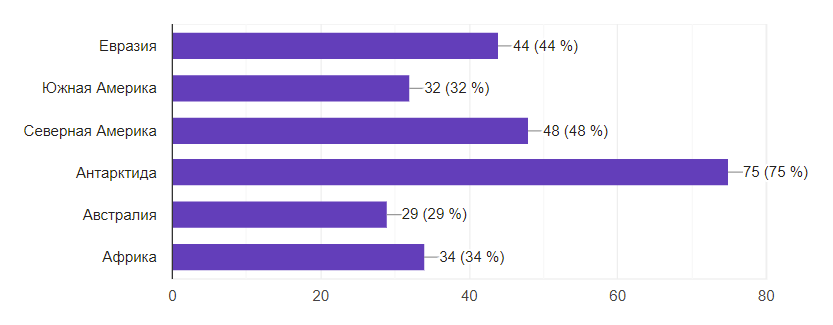 Евразия 44 (44 %)
Южная Америка 32 (32 %)
Северная Америка 48 (48 %)
Антарктида 75 (75 %)
Австралия 29 (29 %)
Африка 34 (34 %)
0 20 40 60 80